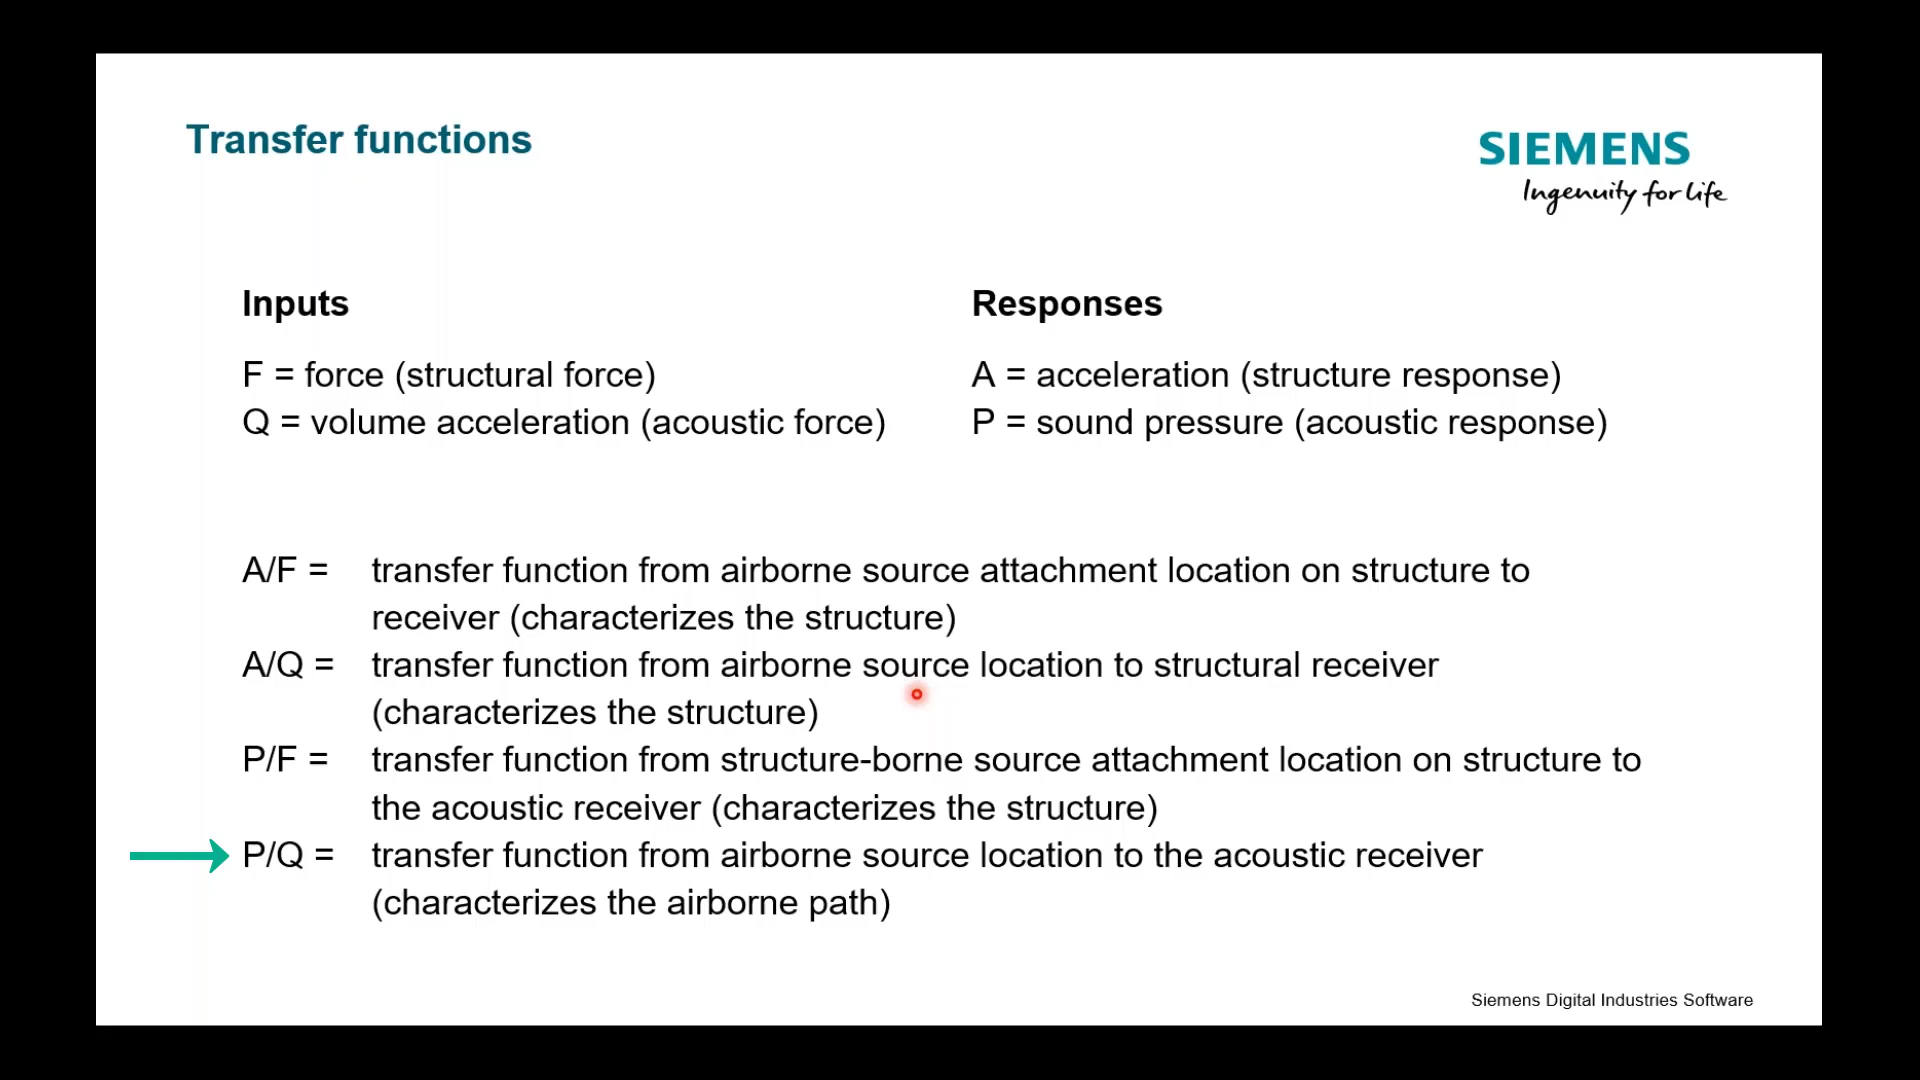 Transfer functions
SIEMENS
Ingenuity for life
Inputs
F = force (structural force)
Q = volume acceleration (acoustic force)
Responses
A = acceleration (structure response)
P = sound pressure (acoustic response)
A/F = transfer function from airborne source attachment location on structure to
receiver (characterizes the structure)
A/Q = transfer function from airborne source location to structural receiver
(characterizes the structure)
P/F = transfer function from structure-borne source attachment location on structure to
the acoustic receiver (characterizes the structure)
P/Q = transfer function from airborne source location to the acoustic receiver
(characterizes the airborne path)
Siemens Digital Industries Software